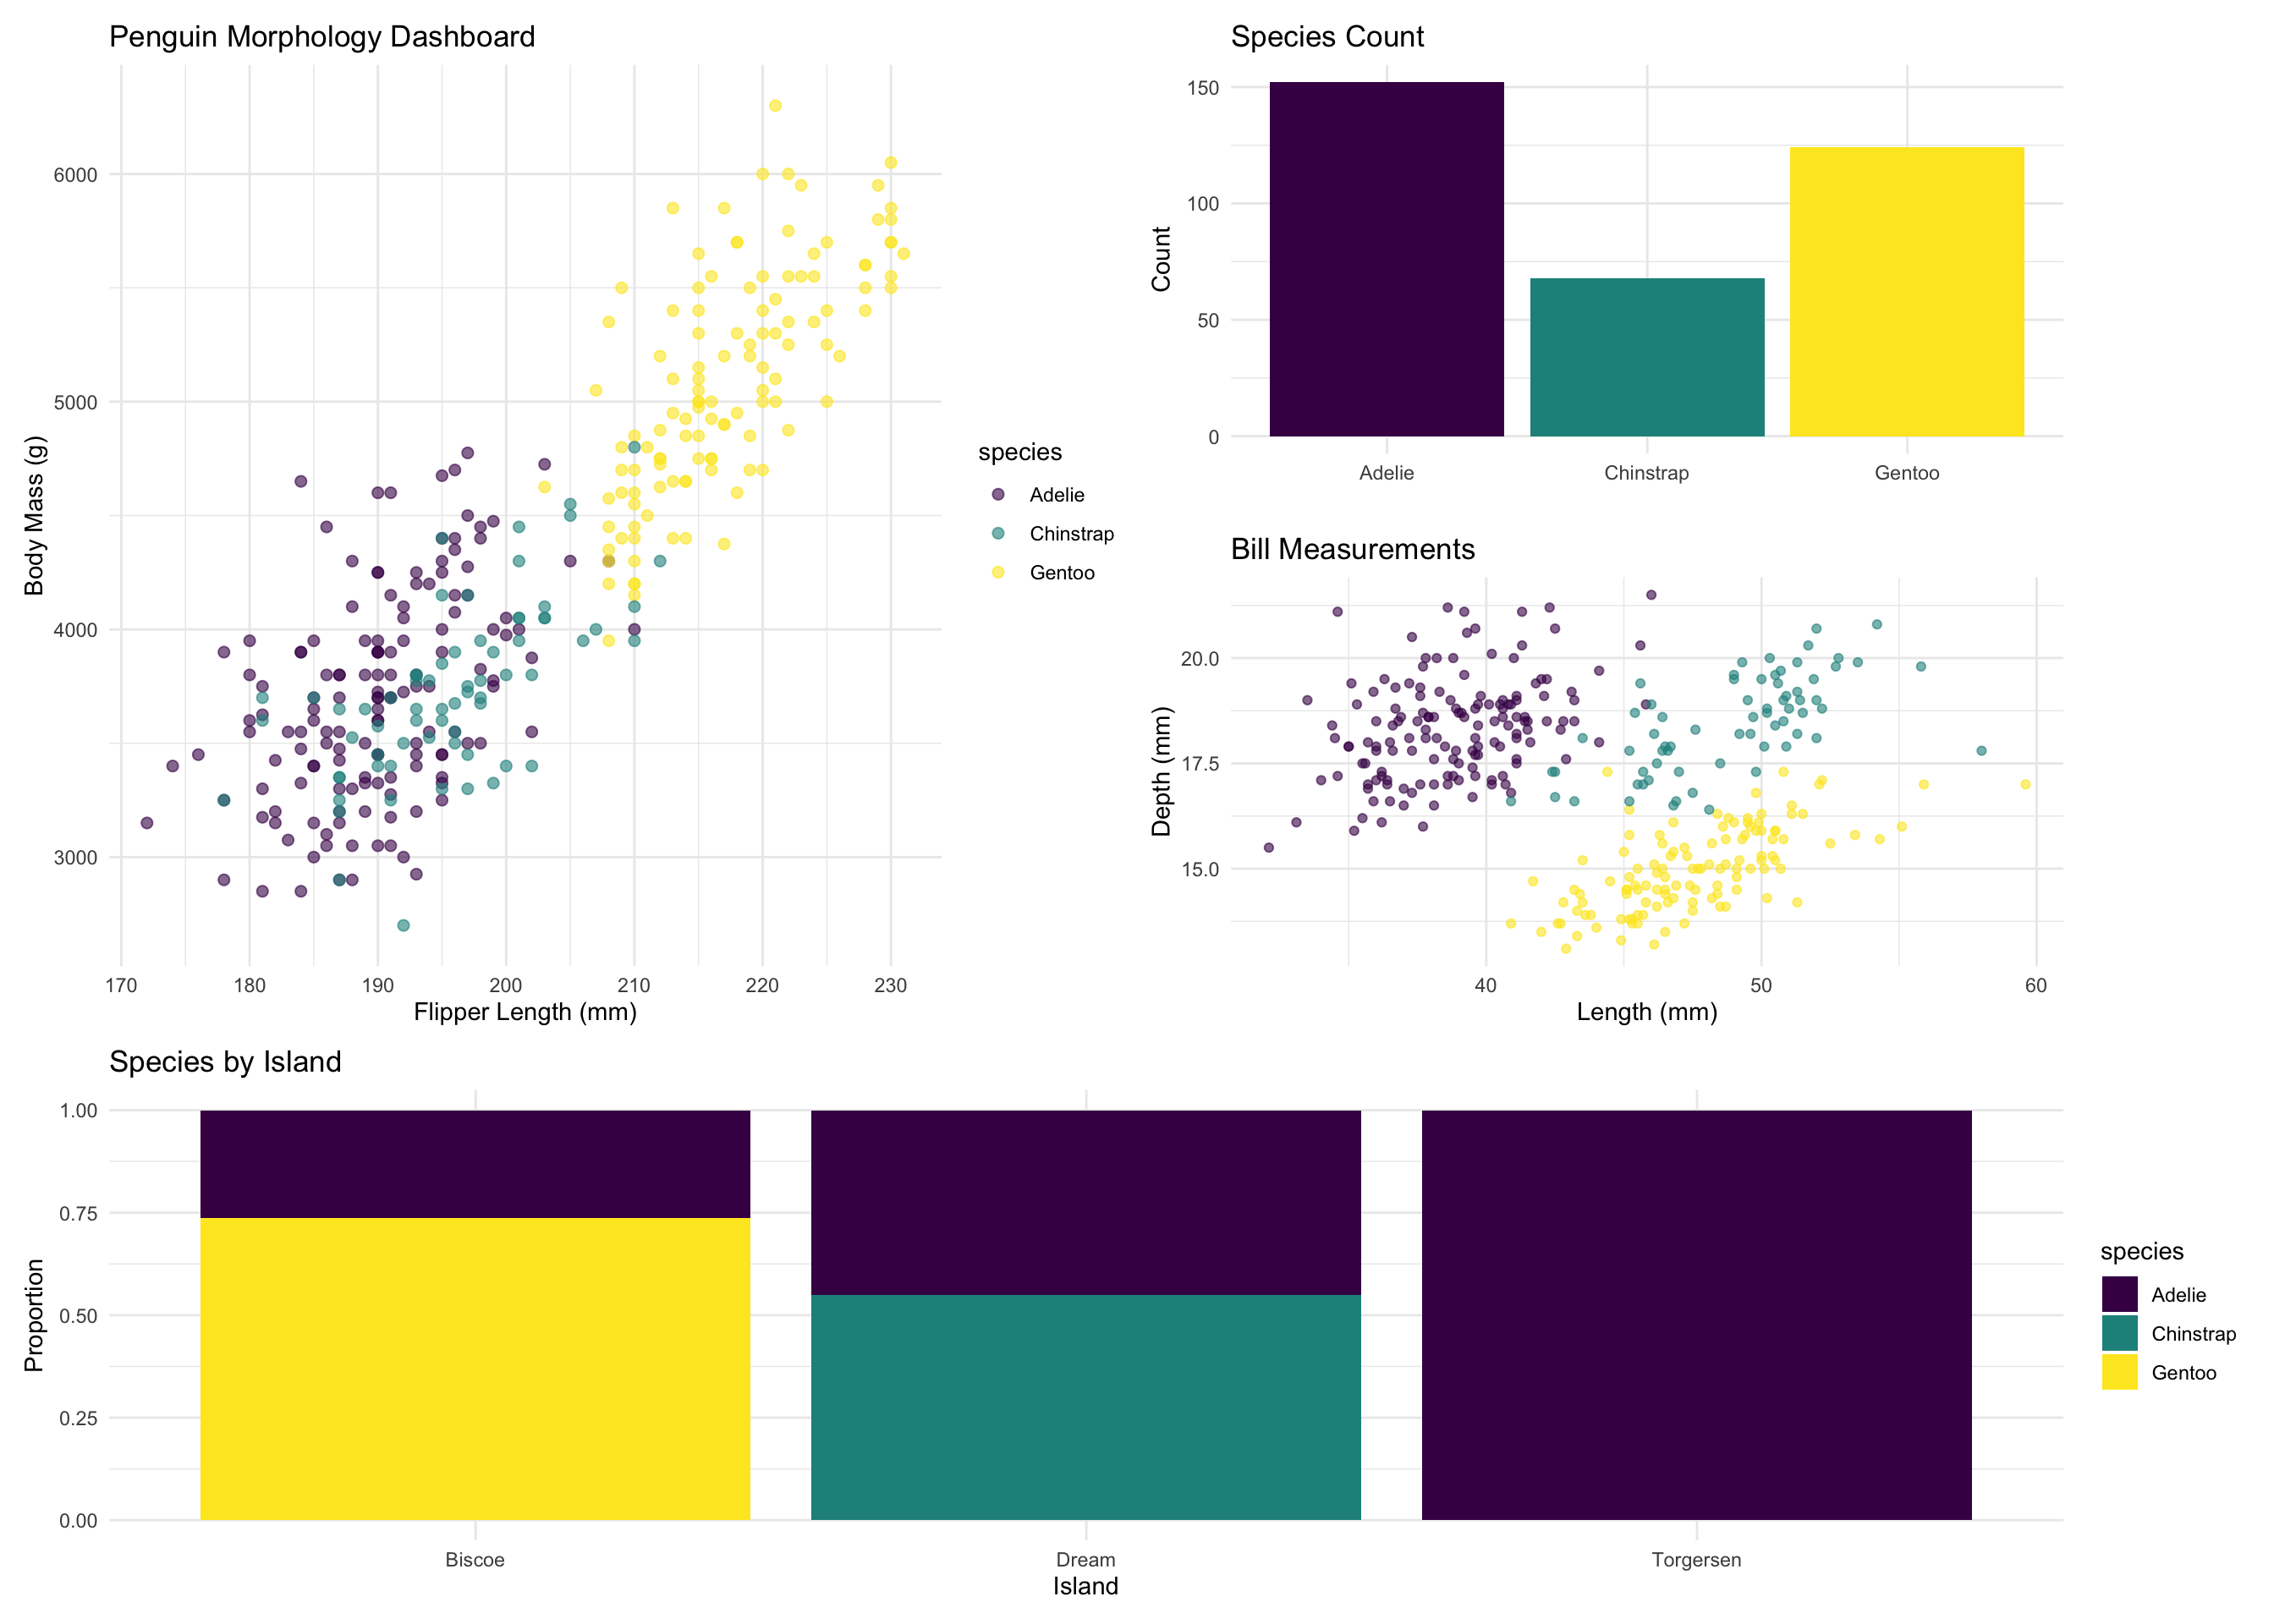 Penguin Morphology Dashboard
Body Mass (g)
6000
5000
4000
3000
170 180 190 200 210 220 230
Flipper Length (mm)
species
Adelie
Chinstrap
Gentoo
Species Count
Count
150
100
50
0
Adelie Chinstrap Gentoo
Bill Measurements
Depth (mm)
20.0
17.5
15.0
40 50 60
Length (mm)
Species by Island
Proportion
1.00
0.75
0.50
0.25
0.00
Biscoe Dream Torgersen
Island
species
Adelie
Chinstrap
Gentoo